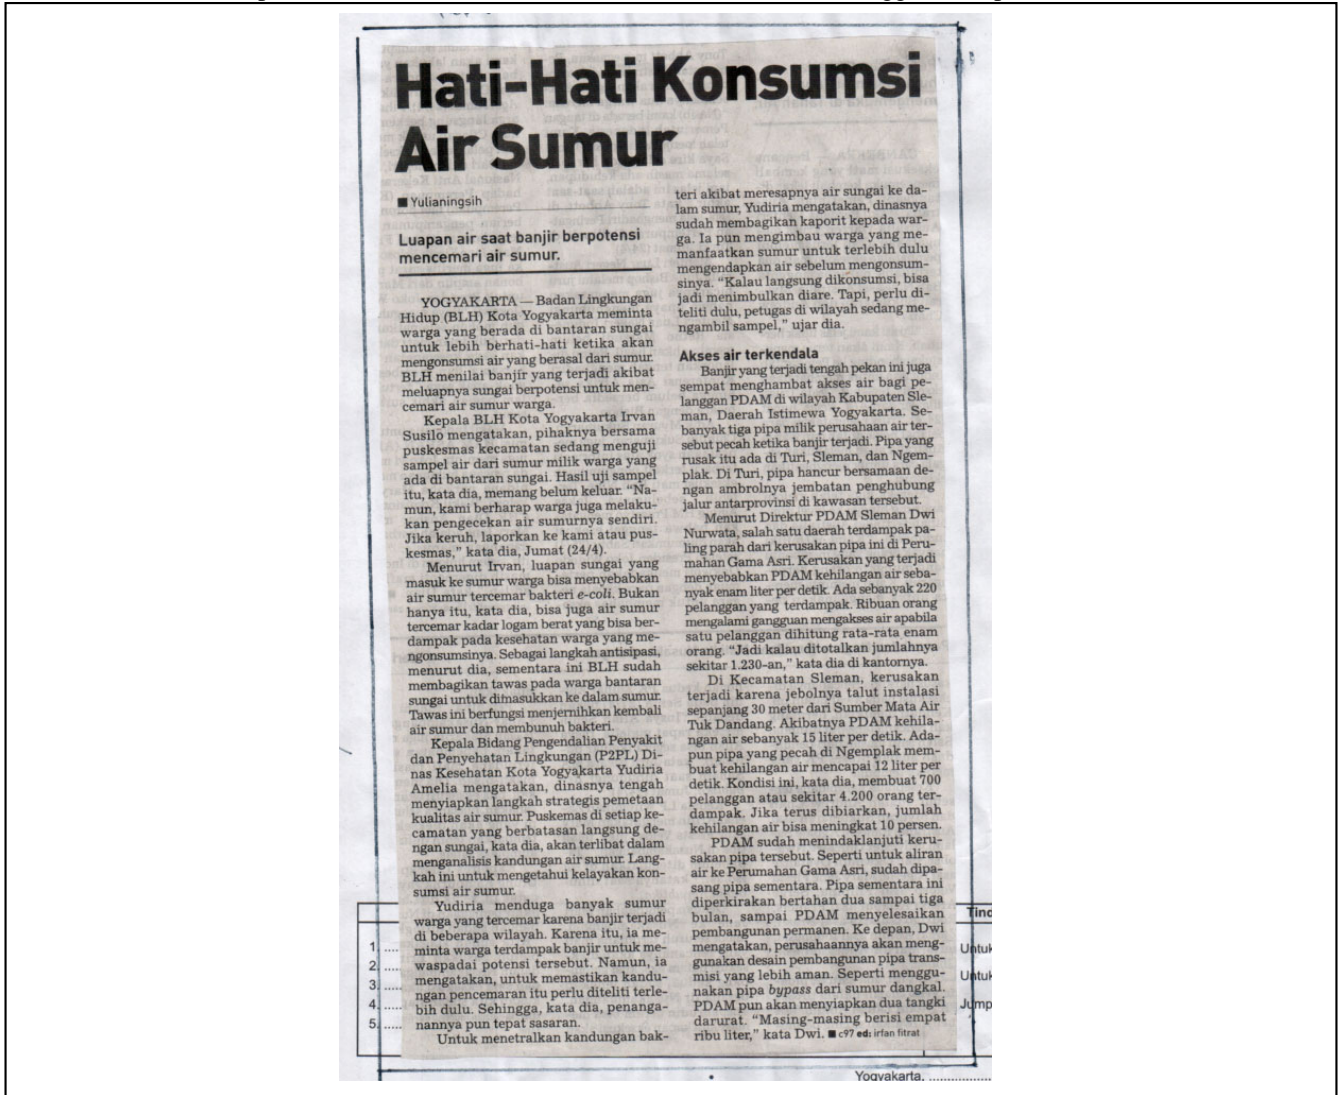 Hati-Hati Konsumsi
Air Sumur
■ Yulianingsih
Luapan air saat banjir berpotensi
mencemari air sumur.
YOGYAKARTA — Badan Lingkungan
Hidup (BLH) Kota Yogyakarta meminta
warga yang berada di bantaran sungai
untuk lebih berhati-hati ketika akan
mengonsumsi air yang berasal dari sumur.
BLH menilai banjir yang terjadi akibat
meluapnya sungai berpotensi untuk men-
cemari air sumur warga.
Kepala BLH Kota Yogyakarta Irvan
Susilo mengatakan, pihaknya bersama
puskesmas kecamatan sedang menguji
sampel air dari sumur milik warga yang
ada di bantaran sungai. Hasil uji sampel
itu, kata dia, memang belum keluar. “Na-
mun, kami berharap warga juga melaku-
kan pengecekan air sumurnya sendiri.
Jika keruh, laporkan ke kami atau pus-
kesmas,” kata dia, Jumat (24/4).
Menurut Irvan, luapan sungai yang
masuk ke sumur warga bisa menyebabkan
air sumur tercemar bakteri e-coli. Bukan
hanya itu, kata dia, bisa juga air sumur
tercemar kadar logam berat yang bisa ber-
dampak pada kesehatan warga yang me-
ngonsumsinya. Sebagai langkah antisipasi,
menurut dia, sementara ini BLH sudah
membagikan tawas pada warga bantaran
sungai untuk dimasukkan ke dalam sumur.
Tawas ini berfungsi menjernihkan kembali
air sumur dan membunuh bakteri.
Kepala Bidang Pengendalian Penyakit
dan Penyehatan Lingkungan (P2PL) Di-
nas Kesehatan Kota Yogyakarta Yudiria
Amelia mengatakan, dinasnya tengah
menyiapkan langkah strategis pemetaan
kualitas air sumur. Puskemas di setiap ke-
camatan yang berbatasan langsung de-
ngan sungai, kata dia, akan terlibat dalam
menganalisis kandungan air sumur. Lang-
kah ini untuk mengetahui kelayakan kon-
sumsi air sumur.
Yudiria menduga banyak sumur
warga yang tercemar karena banjir terjadi
di beberapa wilayah. Karena itu, ia me-
minta warga terdampak banjir untuk me-
waspadai potensi tersebut. Namun, ia
mengatakan, untuk memastikan kandu-
ngan pencemaran itu perlu diteliti terle-
bih dulu. Sehingga, kata dia, penanga-
nannya pun tepat sasaran.
Untuk menetralkan kandungan bak-
teri akibat meresapnya air sungai ke da-
lam sumur, Yudiria mengatakan, dinasnya
sudah membagikan kaporit kepada war-
ga. Ia pun mengimbau warga yang me-
manfaatkan sumur untuk terlebih dulu
mengendapkan air sebelum mengonsum-
sinya. “Kalau langsung dikonsumsi, bisa
jadi menimbulkan diare. Tapi, perlu di-
teliti dulu, petugas di wilayah sedang me-
ngambil sampel,” ujar dia.
Akses air terkendala
Banjir yang terjadi tengah pekan ini juga
sempat menghambat akses air bagi pe-
langgan PDAM di wilayah Kabupaten Sle-
man, Daerah Istimewa Yogyakarta. Se-
banyak tiga pipa milik perusahaan air ter-
sebut pecah ketika banjir terjadi. Pipa yang
rusak itu ada di Turi, Sleman, dan Ngem-
plak. Di Turi, pipa hancur bersamaan de-
ngan ambrolnya jembatan penghubung
jalur antarprovinsi di kawasan tersebut.
Menurut Direktur PDAM Sleman Dwi
Nurwata, salah satu daerah terdampak pa-
ling parah dari kerusakan pipa ini di Peru-
mahan Gama Asri. Kerusakan yang terjadi
menyebabkan PDAM kehilangan air seba-
nyak enam liter per detik. Ada sebanyak 220
pelanggan yang terdampak. Ribuan orang
mengalami gangguan mengakses air apabila
satu pelanggan dihitung rata-rata enam
orang. “Jadi kalau ditotalkan jumlahnya
sekitar 1.230-an,” kata dia di kantornya.
Di Kecamatan Sleman, kerusakan
terjadi karena jebolnya talut instalasi
sepanjang 30 meter dari Sumber Mata Air
Tuk Dandang. Akibatnya PDAM kehila-
ngan air sebanyak 15 liter per detik. Ada-
pun pipa yang pecah di Ngemplak mem-
buat kehilangan air mencapai 12 liter per
detik. Kondisi ini, kata dia, membuat 700
pelanggan atau sekitar 4.200 orang ter-
dampak. Jika terus dibiarkan, jumlah
kehilangan air bisa meningkat 10 persen.
PDAM sudah menindaklanjuti keru-
sakan pipa tersebut. Seperti untuk aliran
air ke Perumahan Gama Asri, sudah dipa-
sang pipa sementara. Pipa sementara ini
diperkirakan bertahan dua sampai tiga
bulan, sampai PDAM menyelesaikan
pembangunan permanen. Ke depan, Dwi
mengatakan, perusahaannya akan meng-
gunakan desain pembangunan pipa trans-
misi yang lebih aman. Seperti menggu-
nakan pipa bypass dari sumur dangkal.
PDAM pun akan menyiapkan dua tangki
darurat. “Masing-masing berisi empat
ribu liter,” kata Dwi. ■ c97 ed: irfan fitrat
1. ....
2. ....
3. ....
4. ....
5. ....
Tind
Untuk
Untuk
Jump
Yogyakarta, ................